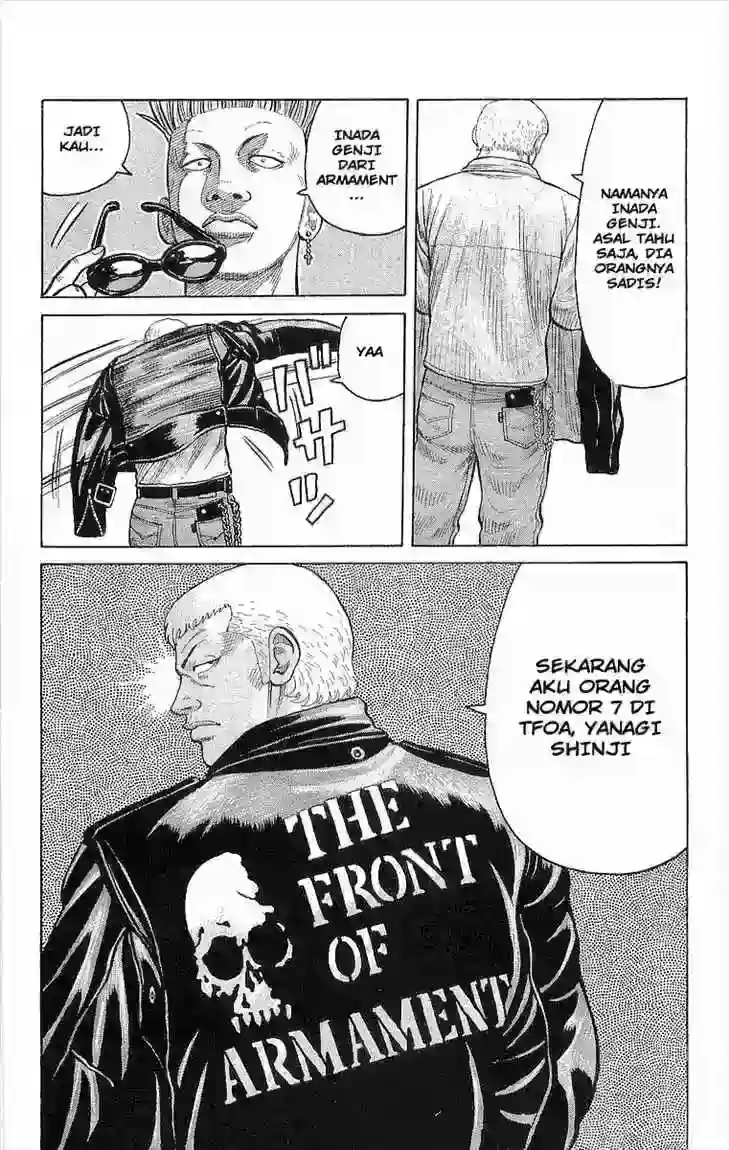 NAMANYA
INADA
GENJI.
ASAL TAHU
SAJA, DIA
ORANGNYA
SADIS!
INADA
GENJI
DARI
ARMAMENT
...
JADI
KAU...
YAA
SEKARANG
AKU ORANG
NOMOR 7 DI
TFOA, YANAGI
SHINJI
THE
FRONT
OF
ARMAMENT